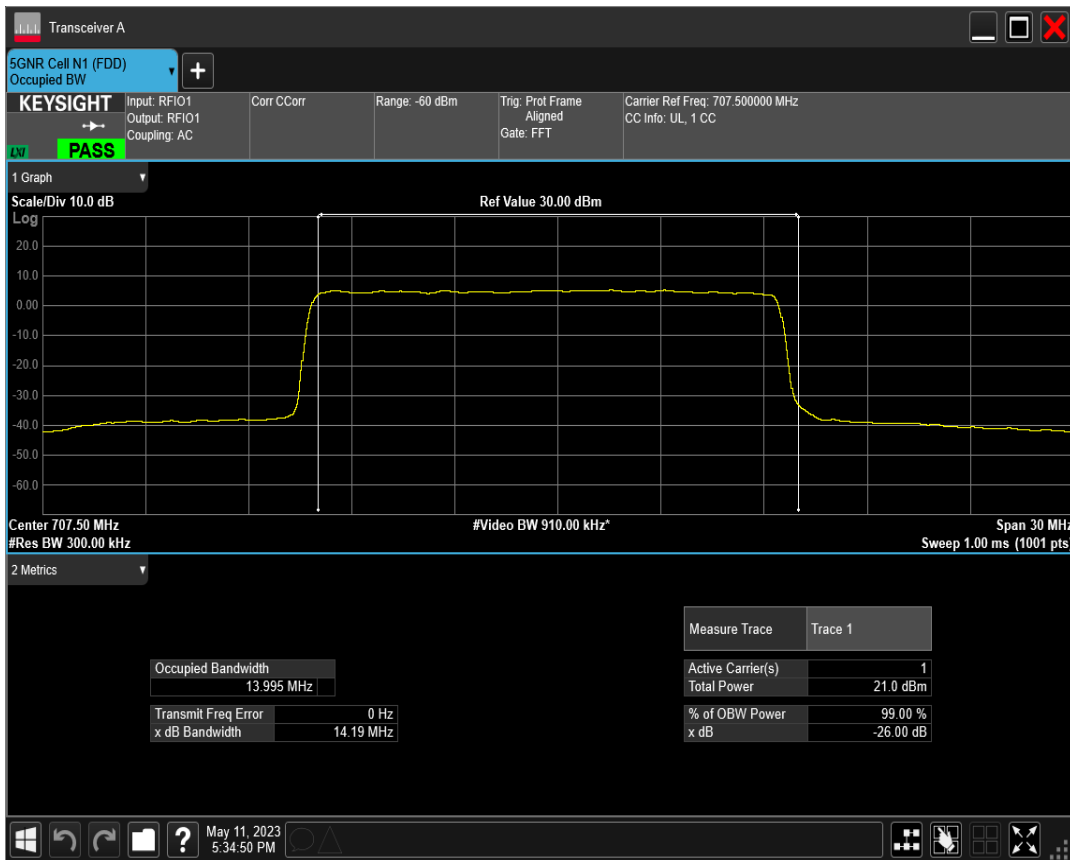 Transceiver A
5GNR Cell N1 (FDD)
Occupied BW
KEYSIGHT
LXI
PASS
Input: RFIO1
Output: RFIO1
Coupling: AC
Corr CCorr
Range: -60 dBm
Trig: Prot Frame
Aligned
Gate: FFT
Carrier Ref Freq: 707.500000 MHz
CC Info: UL, 1 CC
1 Graph
Scale/Div 10.0 dB
Ref Value 30.00 dBm
Log
20.0
10.0
0.00
-10.0
-20.0
-30.0
-40.0
-50.0
-60.0
Center 707.50 MHz
#Video BW 910.00 kHz*
Span 30 MHz
#Res BW 300.00 kHz
Sweep 1.00 ms (1001 pts)
2 Metrics
Measure Trace Trace 1
Occupied Bandwidth
13.995 MHz
Active Carrier(s) 1
Total Power 21.0 dBm
Transmit Freq Error 0 Hz
x dB Bandwidth 14.19 MHz
% of OBW Power 99.00 %
x dB -26.00 dB
?
May 11, 2023
5:34:50 PM